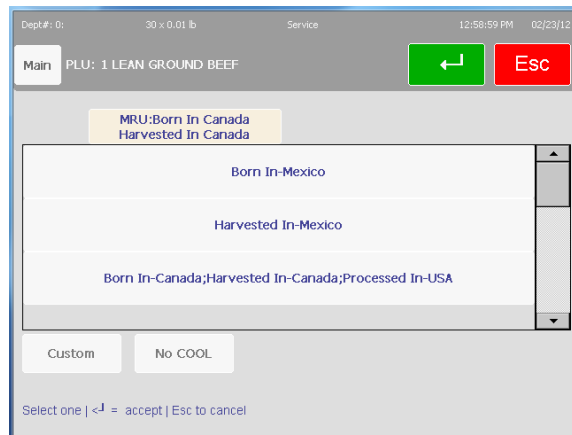 Dept#: 0: 30 x 0.01 lb Service 12:58:59 PM 02/23/12
Main PLU: 1 LEAN GROUND BEEF Esc
MRU:Born In Canada
Harvested In Canada
Born In-Mexico
Harvested In-Mexico
Born In-Canada;Harvested In-Canada;Processed In-USA
Custom No COOL
Select one | <┘ = accept | Esc to cancel